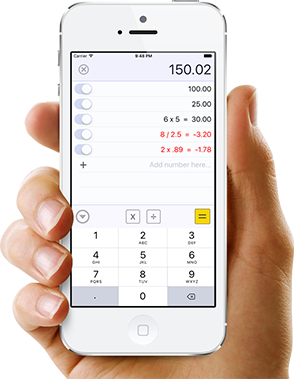 Carrier 9:48 PM
150.02
100.00
25.00
6 x 5 = 30.00
8 / 2.5 = -3.20
2 x .89 = -1.78
+ Add number here...
x ÷ =
1 2 3
ABC DEF
4 5 6
GHI JKL MNO
7 8 9
PQRS TUV WXYZ
. 0